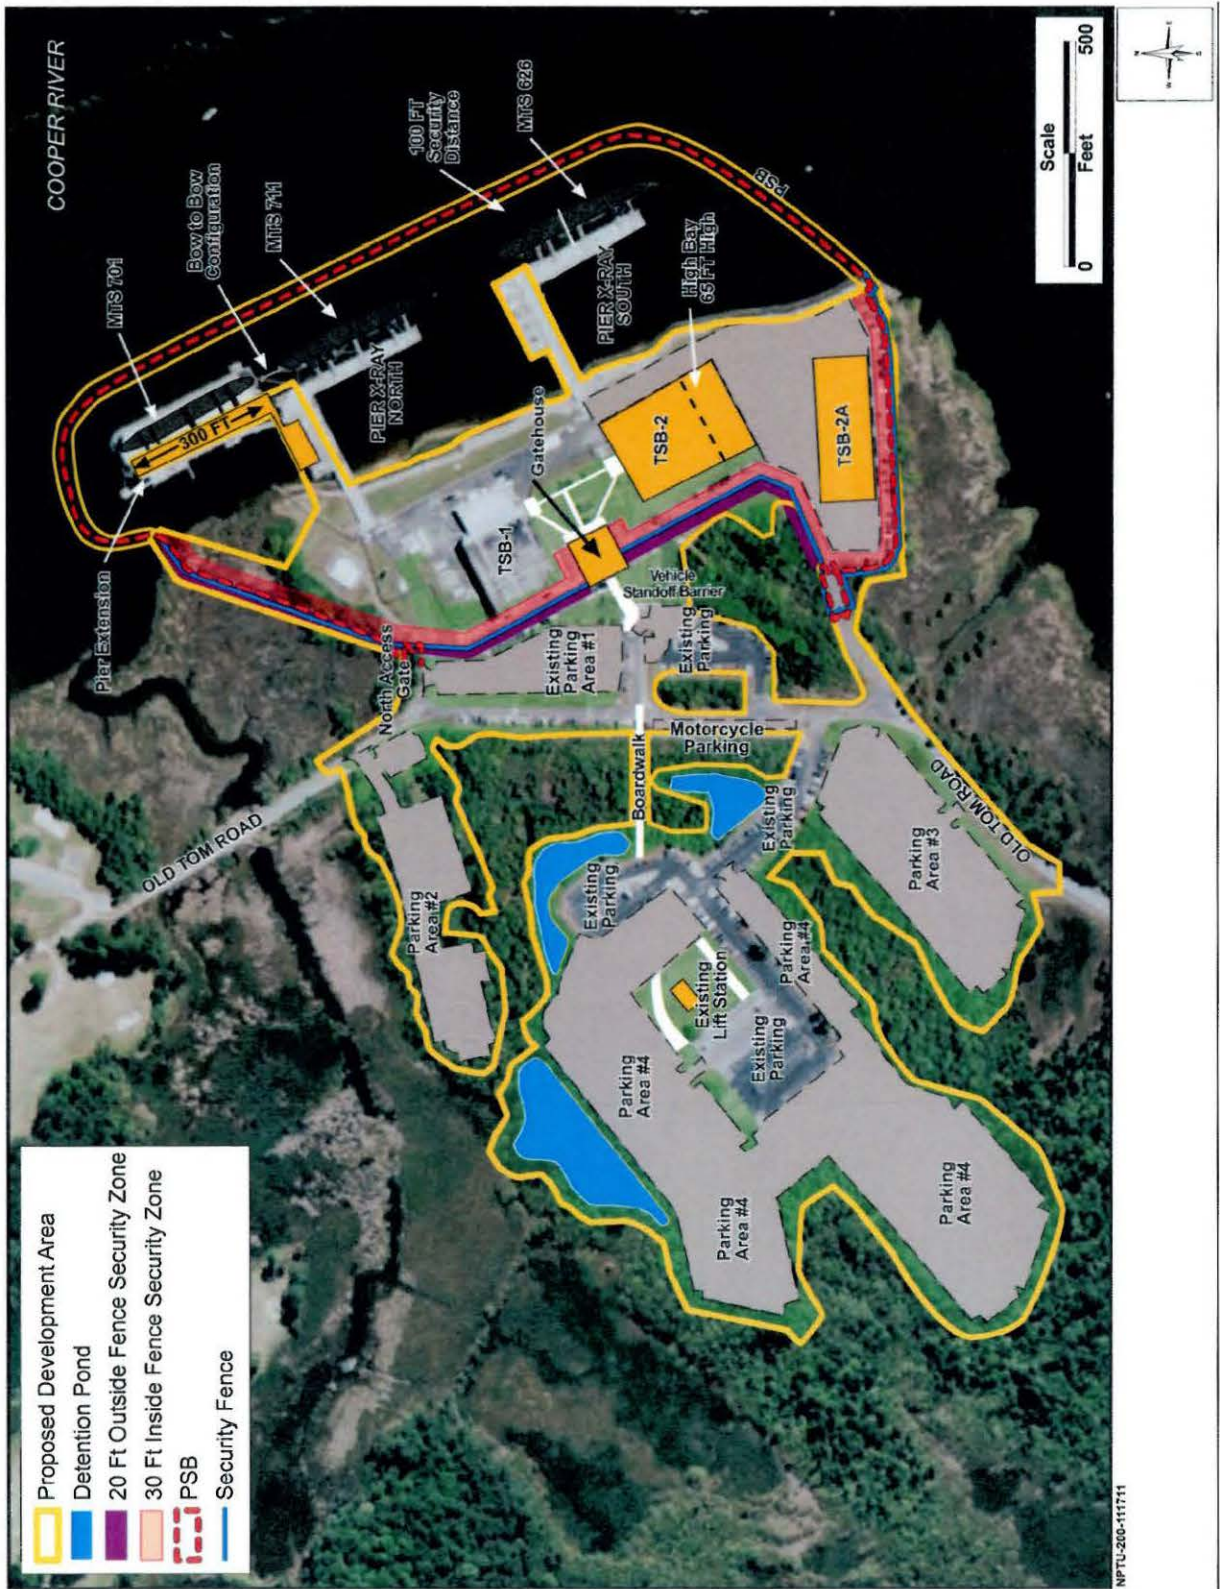 Proposed Development Area
Detention Pond
20 Ft Outside Fence Security Zone
30 Ft Inside Fence Security Zone
PSB
Security Fence
COOPER RIVER
MTS 701
Bow to Bow
Configuration
MTS 711
100 FT
Security
Distance
MTS 626
PSB
Pier Extension
300 FT
PIER X-RAY
NORTH
PIER X-RAY
SOUTH
High Bay
65 FT High
Gatehouse
TSB-1
TSB-2
TSB-2A
Vehicle
Standoff Barrier
North Access
Gate
Existing
Parking
Area #1
Existing
Parking
Motorcycle
Parking
Boardwalk
OLD TOM ROAD
Parking
Area #2
Existing
Parking
Existing
Parking
Parking
Area #3
OLD TOM ROAD
Parking
Area #4
Existing
Lift Station
Existing
Parking
Parking
Area #4
Parking
Area #4
Parking
Area #4
Scale
0
500
Feet
N
E
S
W
NPTU-200-111711